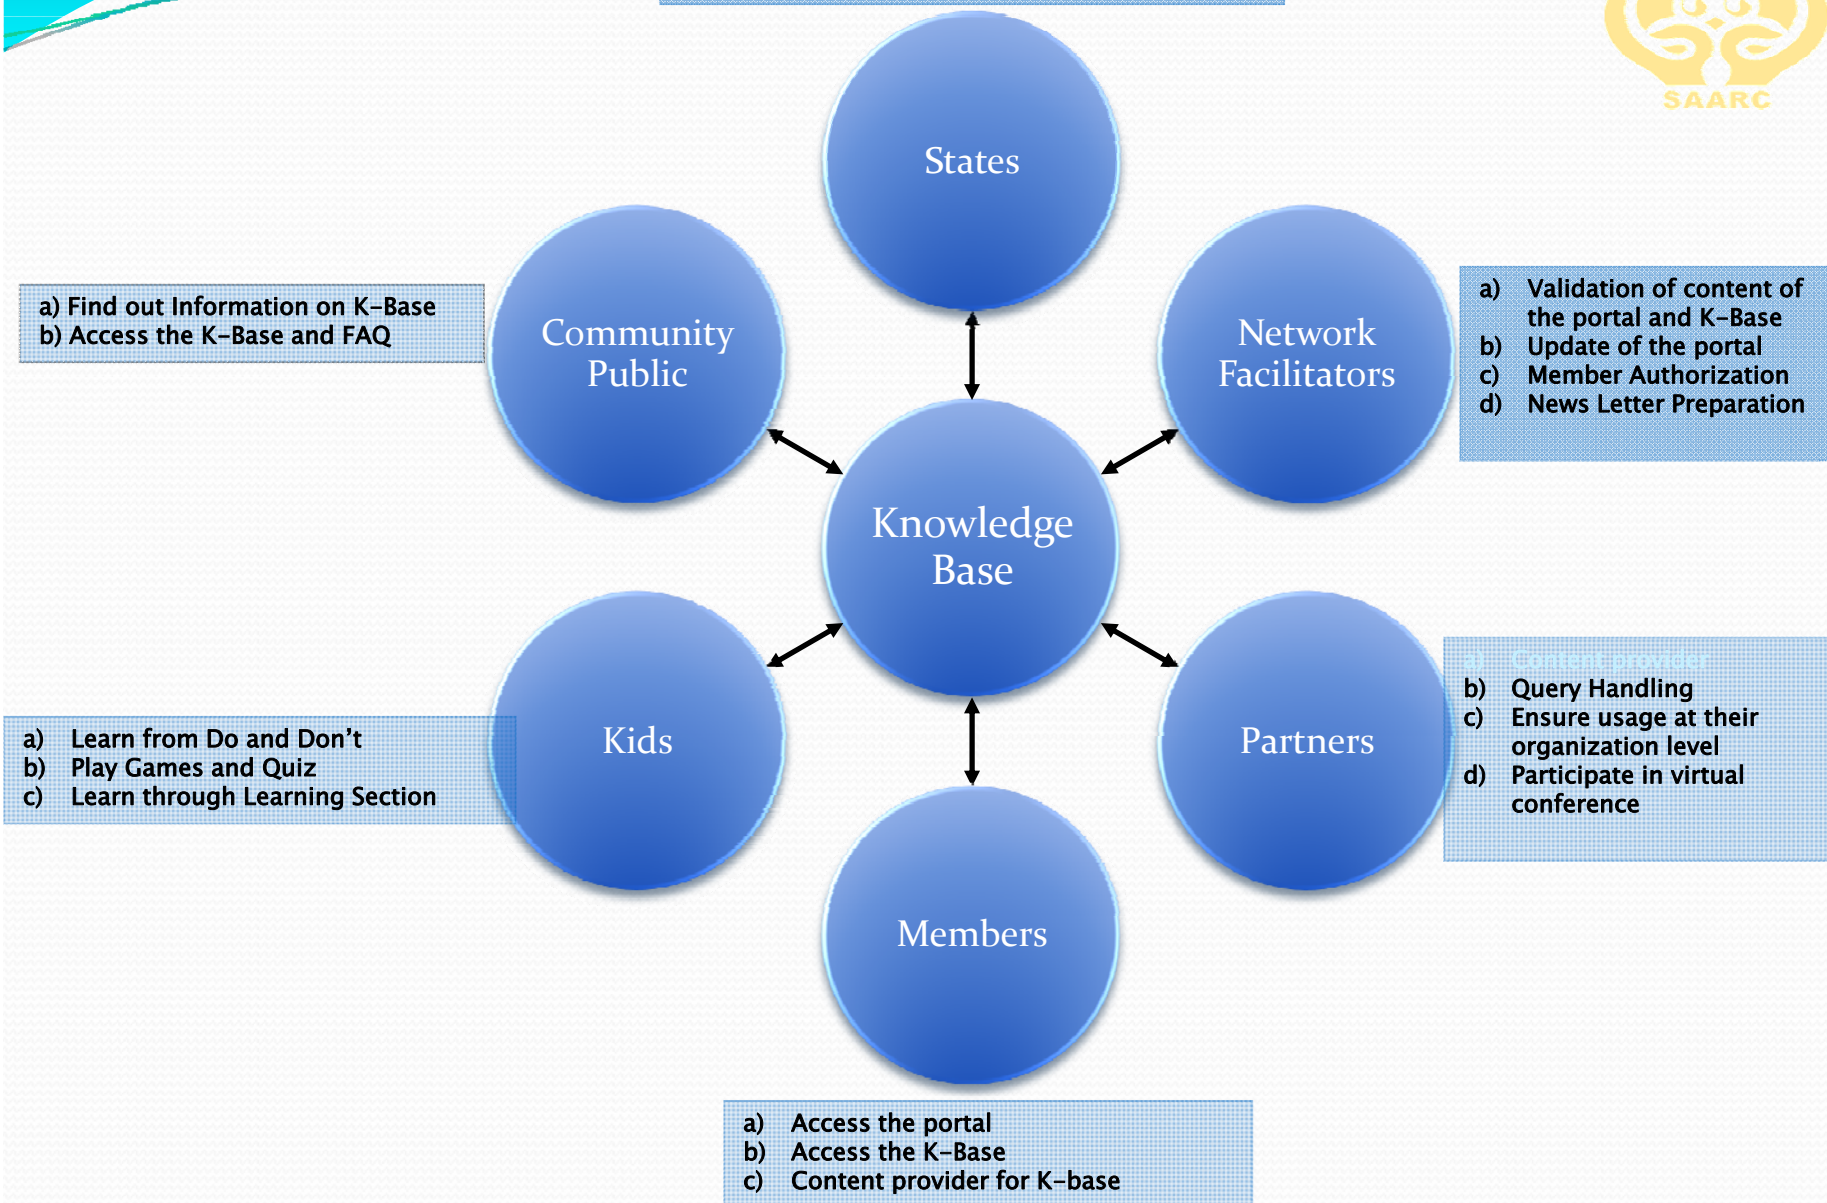 SAARC
States
a) Find out Information on K-Base
b) Access the K-Base and FAQ
Community
Public
Network
Facilitators
a) Validation of content of
the portal and K-Base
b) Update of the portal
c) Member Authorization
d) News Letter Preparation
Knowledge
Base
a) Learn from Do and Don't
b) Play Games and Quiz
c) Learn through Learning Section
Kids
Partners
a) Content provider
b) Query Handling
c) Ensure usage at their
organization level
d) Participate in virtual
conference
Members
a) Access the portal
b) Access the K-Base
c) Content provider for K-base